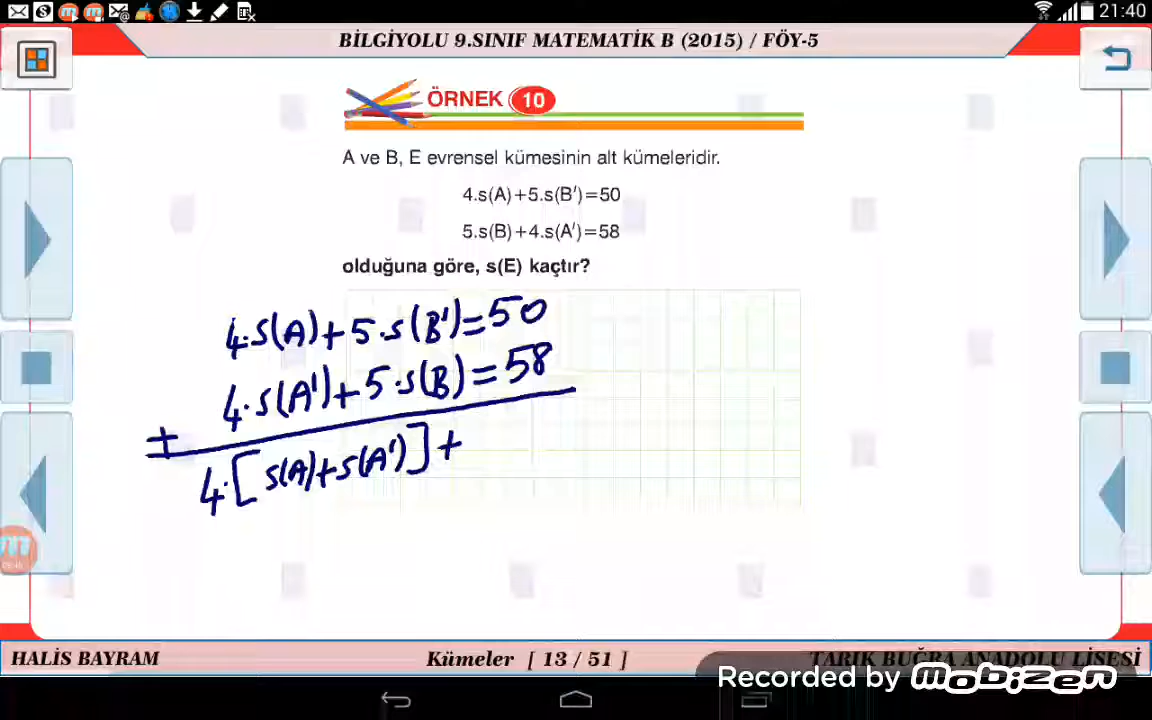 21:40
BİLGİYOLU 9.SINIF MATEMATİK B (2015) / FÖY-5
ÖRNEK 10
A ve B, E evrensel kümesinin alt kümeleridir.
4.s(A)+5.s(B')=50
5.s(B)+4.s(A')=58
olduğuna göre, s(E) kaçtır?
4·s(A)+5·s(B')=50
4·s(A')+5·s(B)=58
+
4·[s(A)+s(A')]+
HALİS BAYRAM
Kümeler [ 13 / 51 ]
TARIK BUĞRA ANADOLU LİSESİ
Recorded by mobizen